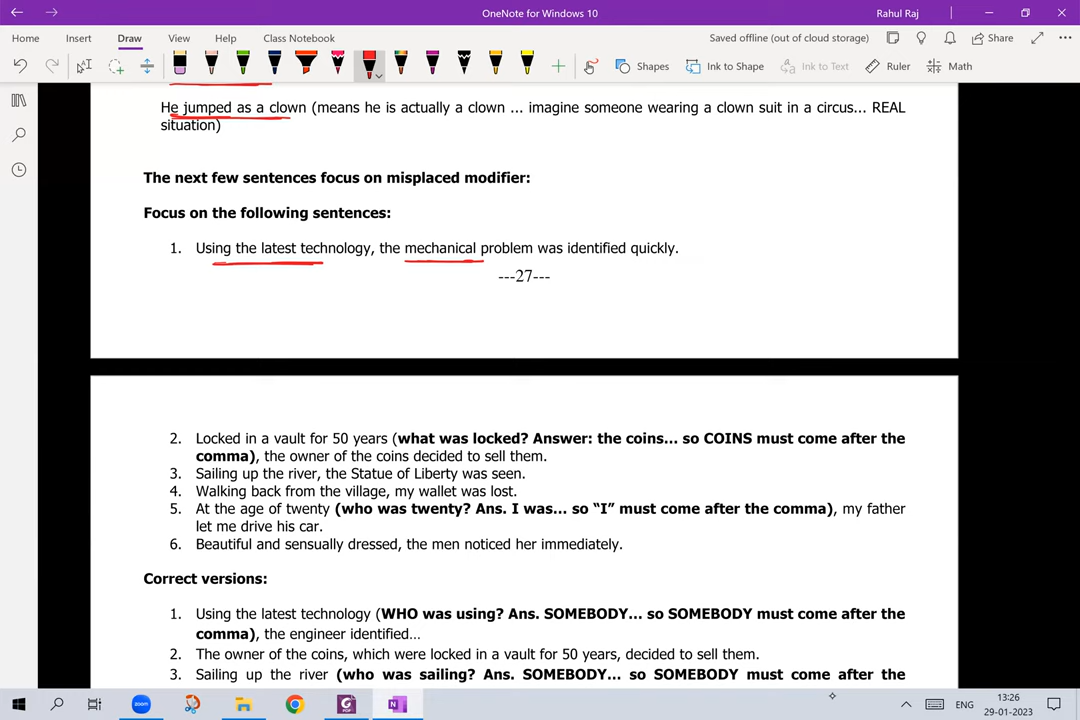 OneNote for Windows 10
Rahul Raj
Home Insert Draw View Help Class Notebook
Saved offline (out of cloud storage) Share
Shapes Ink to Shape Ink to Text Ruler Math
He jumped as a clown (means he is actually a clown ... imagine someone wearing a clown suit in a circus... REAL
situation)
The next few sentences focus on misplaced modifier:
Focus on the following sentences:
1. Using the latest technology, the mechanical problem was identified quickly.
---27---
2. Locked in a vault for 50 years (what was locked? Answer: the coins... so COINS must come after the
comma), the owner of the coins decided to sell them.
3. Sailing up the river, the Statue of Liberty was seen.
4. Walking back from the village, my wallet was lost.
5. At the age of twenty (who was twenty? Ans. I was... so “I” must come after the comma), my father
let me drive his car.
6. Beautiful and sensually dressed, the men noticed her immediately.
Correct versions:
1. Using the latest technology (WHO was using? Ans. SOMEBODY... so SOMEBODY must come after the
comma), the engineer identified...
2. The owner of the coins, which were locked in a vault for 50 years, decided to sell them.
3. Sailing up the river (who was sailing? Ans. SOMEBODY... so SOMEBODY must come after the
zoom
ENG
13:26
29-01-2023